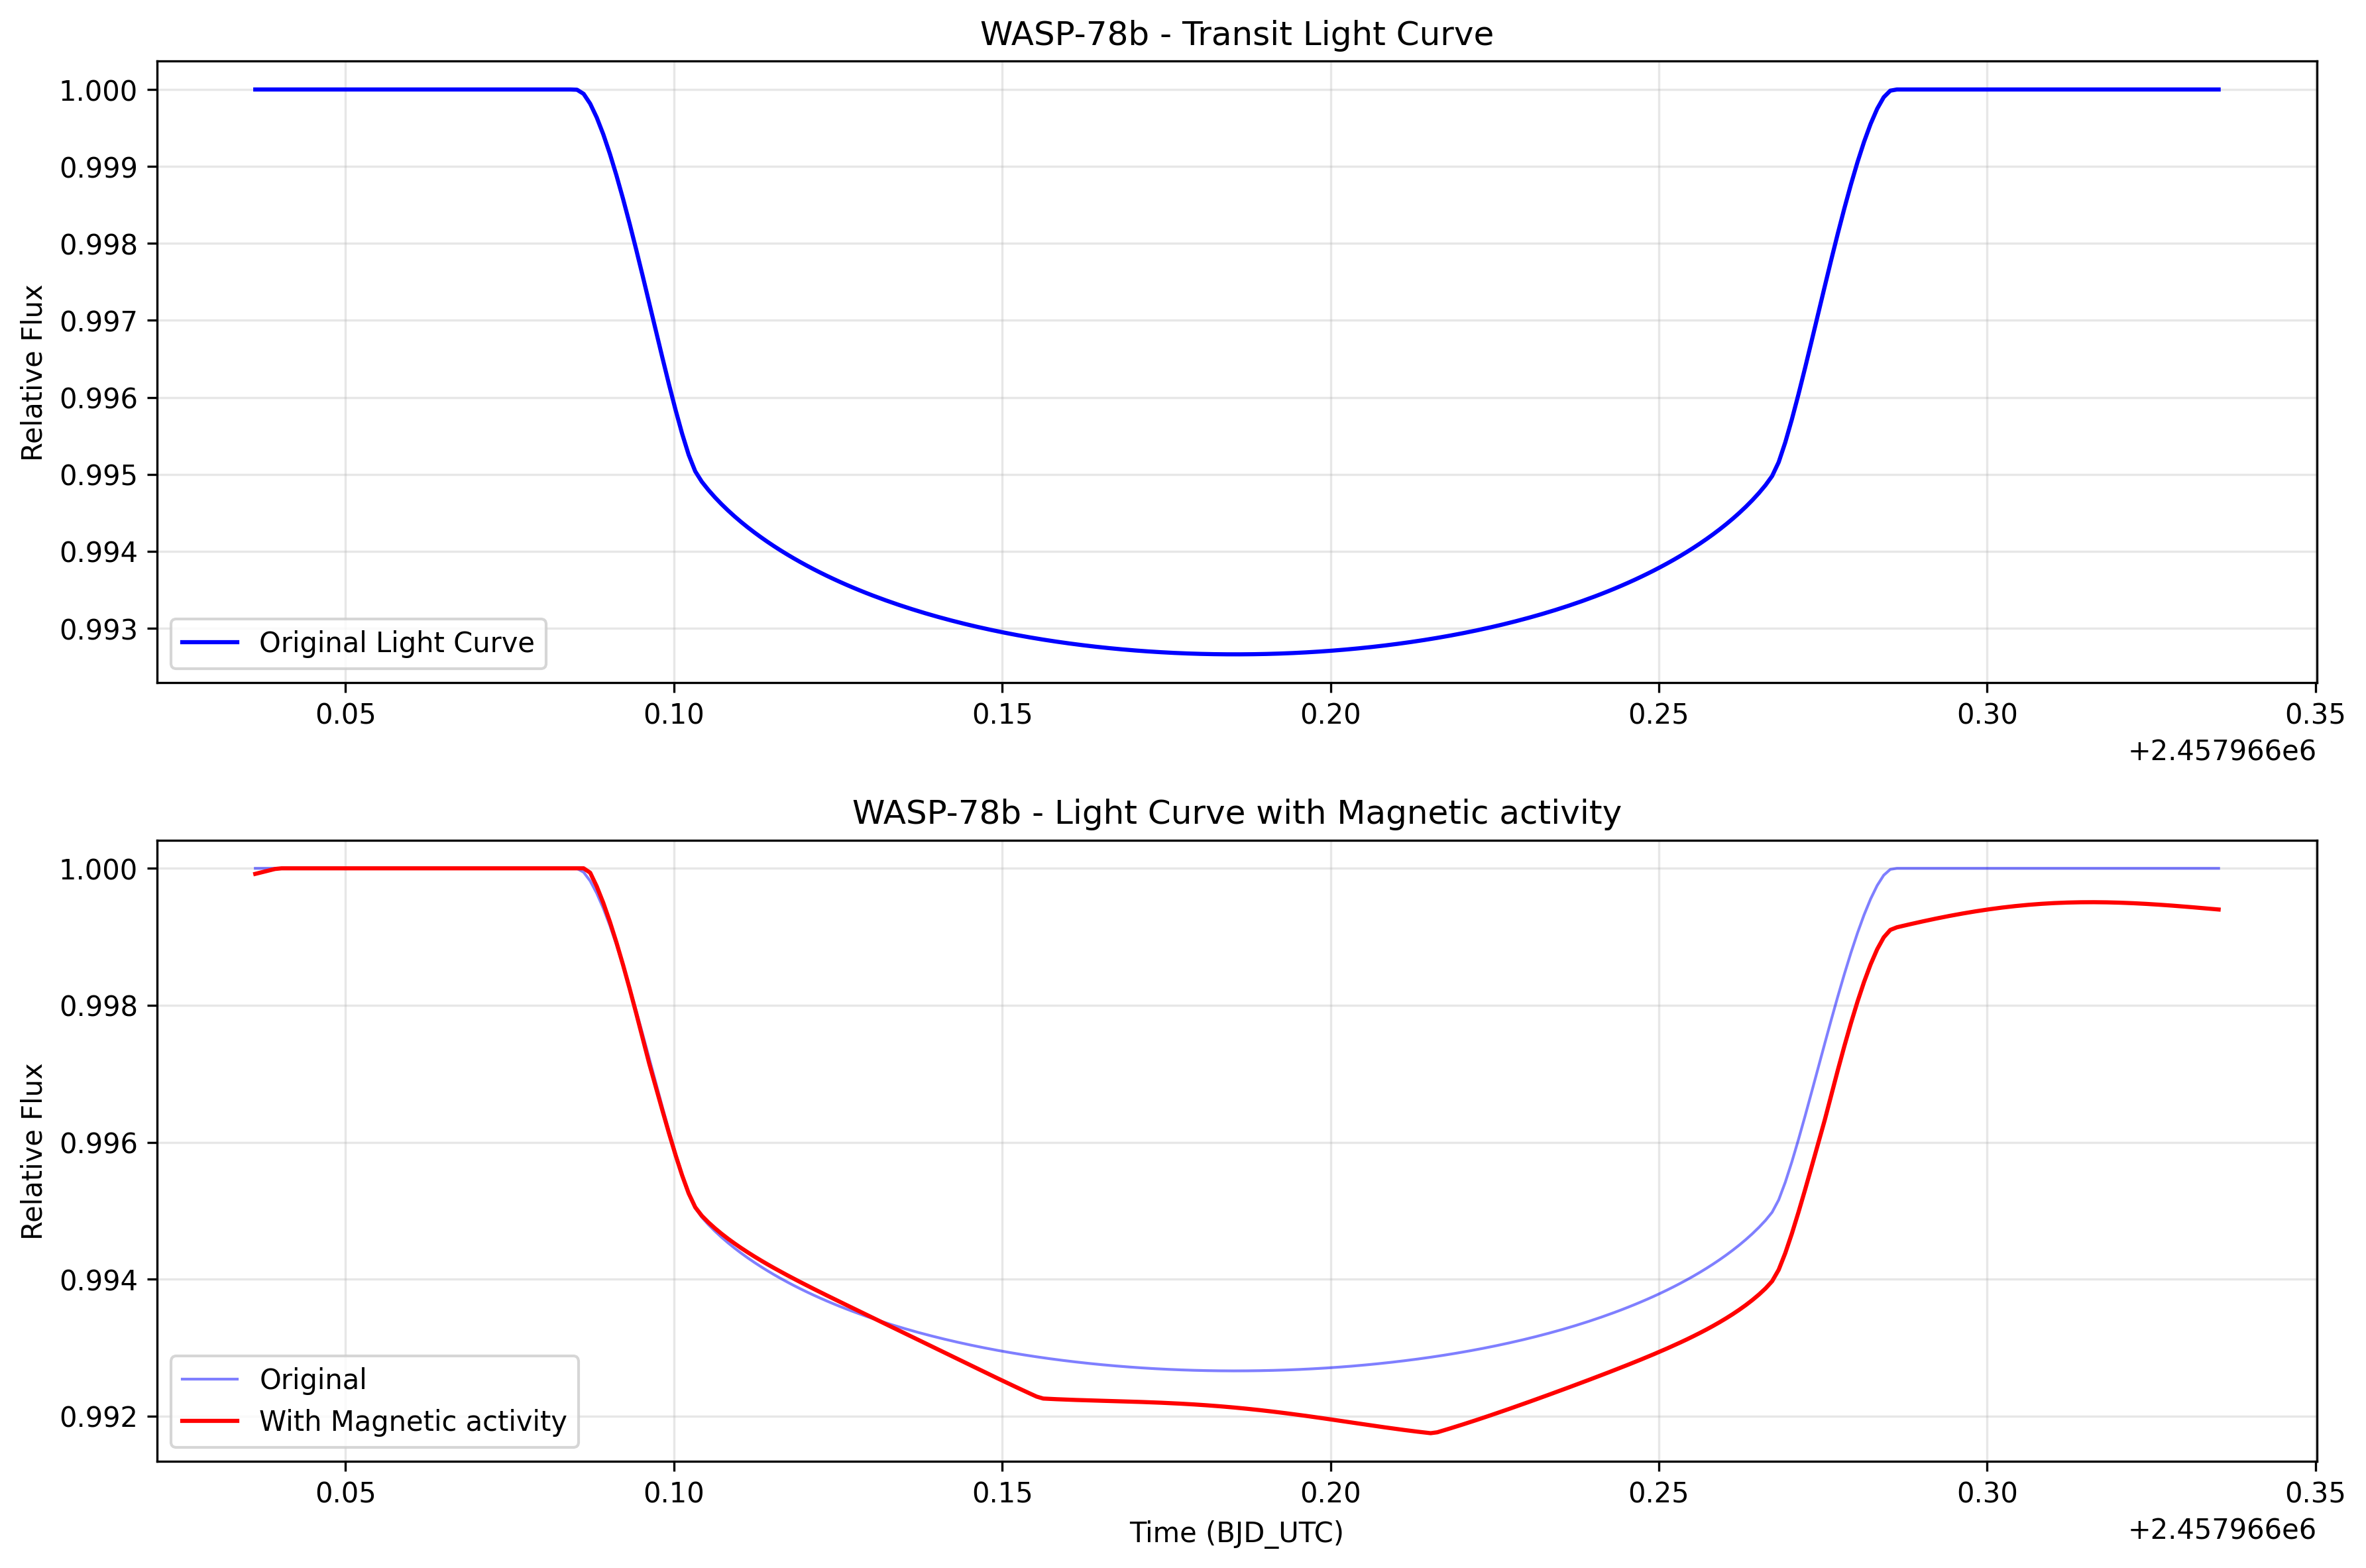 WASP-78b - Transit Light Curve
1.000
0.999
0.998
0.997
0.996
0.995
0.994
0.993
Relative Flux
Original Light Curve
0.05 0.10 0.15 0.20 0.25 0.30 0.35
+2.457966e6
WASP-78b - Light Curve with Magnetic activity
1.000
0.998
0.996
0.994
0.992
Relative Flux
Original
With Magnetic activity
0.05 0.10 0.15 0.20 0.25 0.30 0.35
Time (BJD_UTC)
+2.457966e6